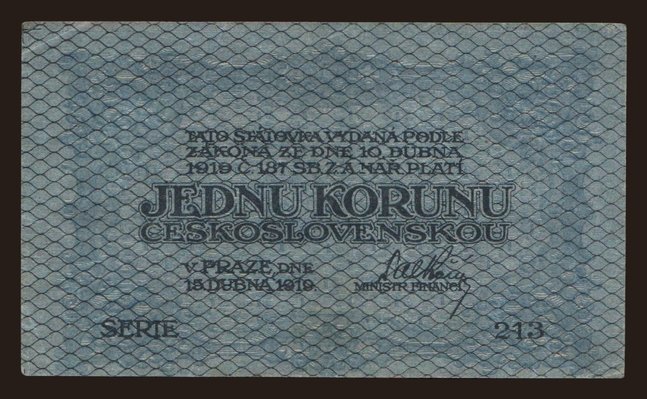 TATO STÁTOVKA VYDANÁ PODLE
ZÁKONA ZE DNE 10. DUBNA
1919 Č. 187 SB. Z. A NAŘ. PLATÍ
JEDNU KORUNU
ČESKOSLOVENSKOU
V PRAZE, DNE
15. DUBNA 1919.
MINISTR FINANCÍ
SERIE 213